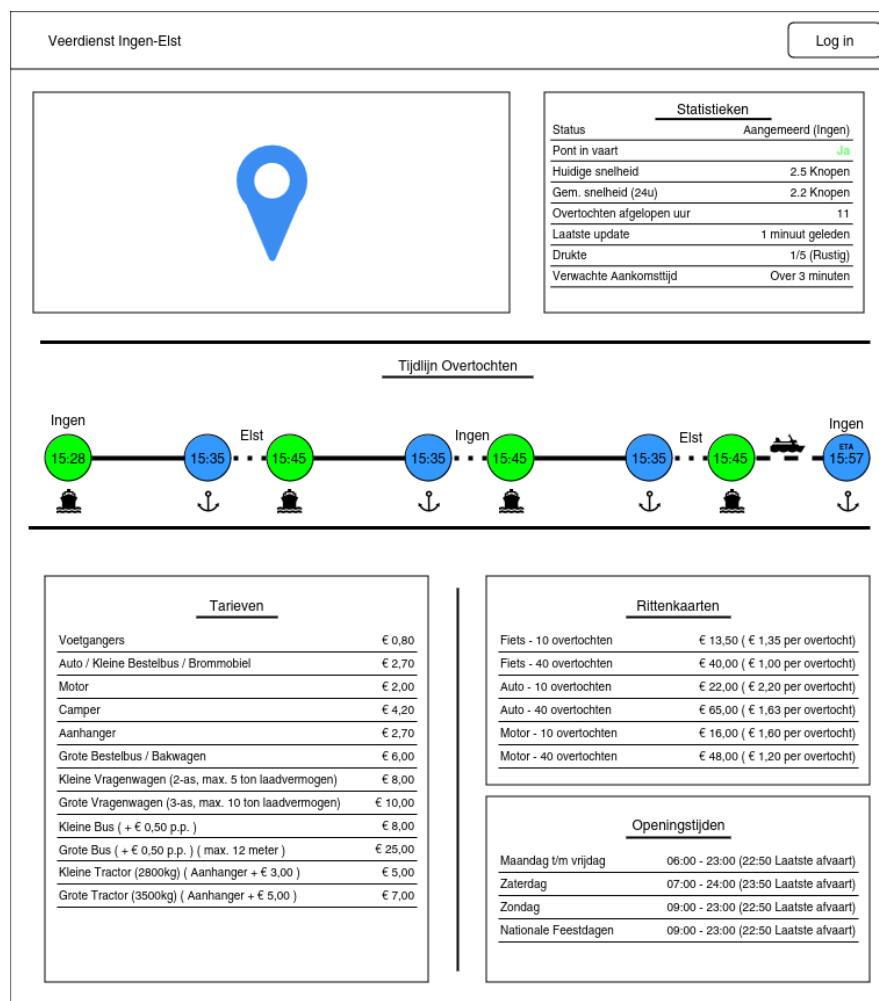 Veerdienst Ingen-Elst
Log in
Statistieken
Status Aangemeerd (Ingen)
Pont in vaart Ja
Huidige snelheid 2.5 Knopen
Gem. snelheid (24u) 2.2 Knopen
Overtochten afgelopen uur 11
Laatste update 1 minuut geleden
Drukte 1/5 (Rustig)
Verwachte Aankomsttijd Over 3 minuten
Tijdlijn Overtochten
Ingen Elst Ingen Elst Ingen
15:28 15:35 15:45 15:35 15:45 15:35 15:45 ETA 15:57
Tarieven
Voetgangers € 0,80
Auto / Kleine Bestelbus / Brommobiel € 2,70
Motor € 2,00
Camper € 4,20
Aanhanger € 2,70
Grote Bestelbus / Bakwagen € 6,00
Kleine Vragenwagen (2-as, max. 5 ton laadvermogen) € 8,00
Grote Vragenwagen (3-as, max. 10 ton laadvermogen) € 10,00
Kleine Bus ( + € 0,50 p.p. ) € 8,00
Grote Bus ( + € 0,50 p.p. ) ( max. 12 meter ) € 25,00
Kleine Tractor (2800kg) ( Aanhanger + € 3,00 ) € 5,00
Grote Tractor (3500kg) ( Aanhanger + € 5,00 ) € 7,00
Rittenkaarten
Fiets - 10 overtochten € 13,50 ( € 1,35 per overtocht)
Fiets - 40 overtochten € 40,00 ( € 1,00 per overtocht)
Auto - 10 overtochten € 22,00 ( € 2,20 per overtocht)
Auto - 40 overtochten € 65,00 ( € 1,63 per overtocht)
Motor - 10 overtochten € 16,00 ( € 1,60 per overtocht)
Motor - 40 overtochten € 48,00 ( € 1,20 per overtocht)
Openingstijden
Maandag t/m vrijdag 06:00 - 23:00 (22:50 Laatste afvaart)
Zaterdag 07:00 - 24:00 (23:50 Laatste afvaart)
Zondag 09:00 - 23:00 (22:50 Laatste afvaart)
Nationale Feestdagen 09:00 - 23:00 (22:50 Laatste afvaart)